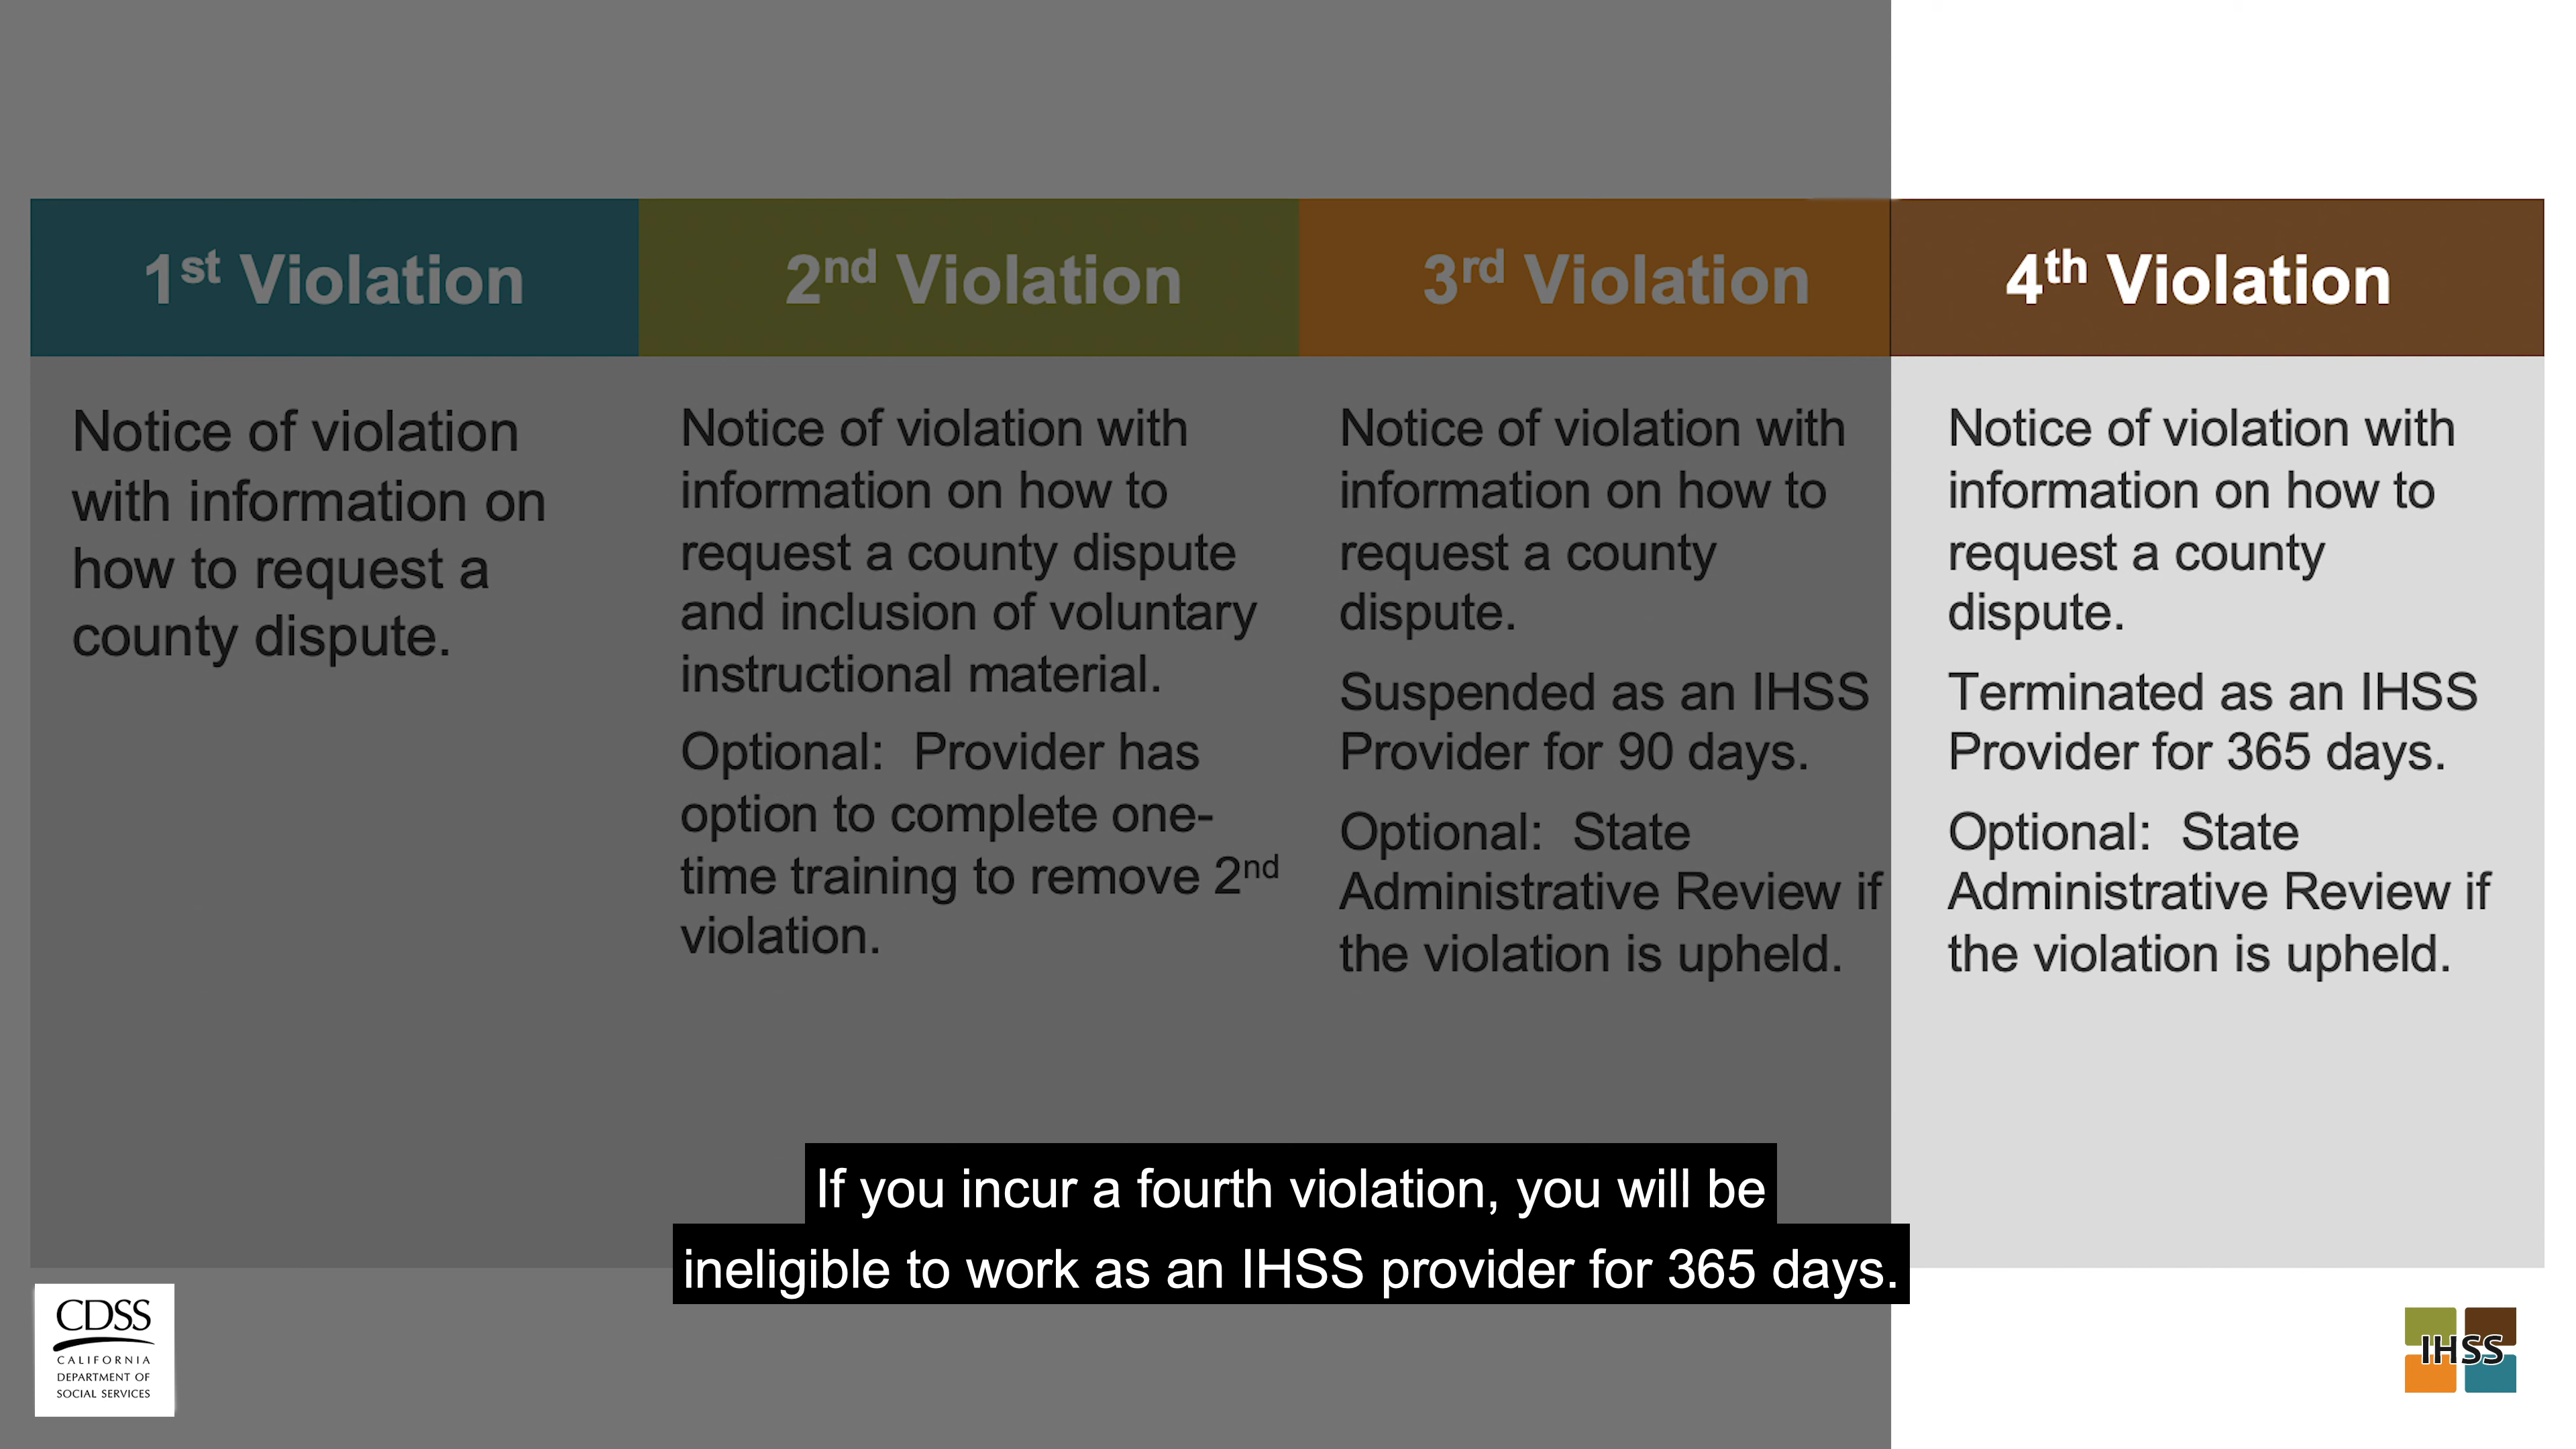 1st Violation
2nd Violation
3rd Violation
4th Violation
Notice of violation
with information on
how to request a
county dispute.
Notice of violation with
information on how to
request a county dispute
and inclusion of voluntary
instructional material.
Optional: Provider has
option to complete one-
time training to remove 2nd
violation.
Notice of violation with
information on how to
request a county
dispute.
Suspended as an IHSS
Provider for 90 days.
Optional: State
Administrative Review if
the violation is upheld.
Notice of violation with
information on how to
request a county
dispute.
Terminated as an IHSS
Provider for 365 days.
Optional: State
Administrative Review if
the violation is upheld.
If you incur a fourth violation, you will be
ineligible to work as an IHSS provider for 365 days.
CDSS
CALIFORNIA
DEPARTMENT OF
SOCIAL SERVICES
IHSS